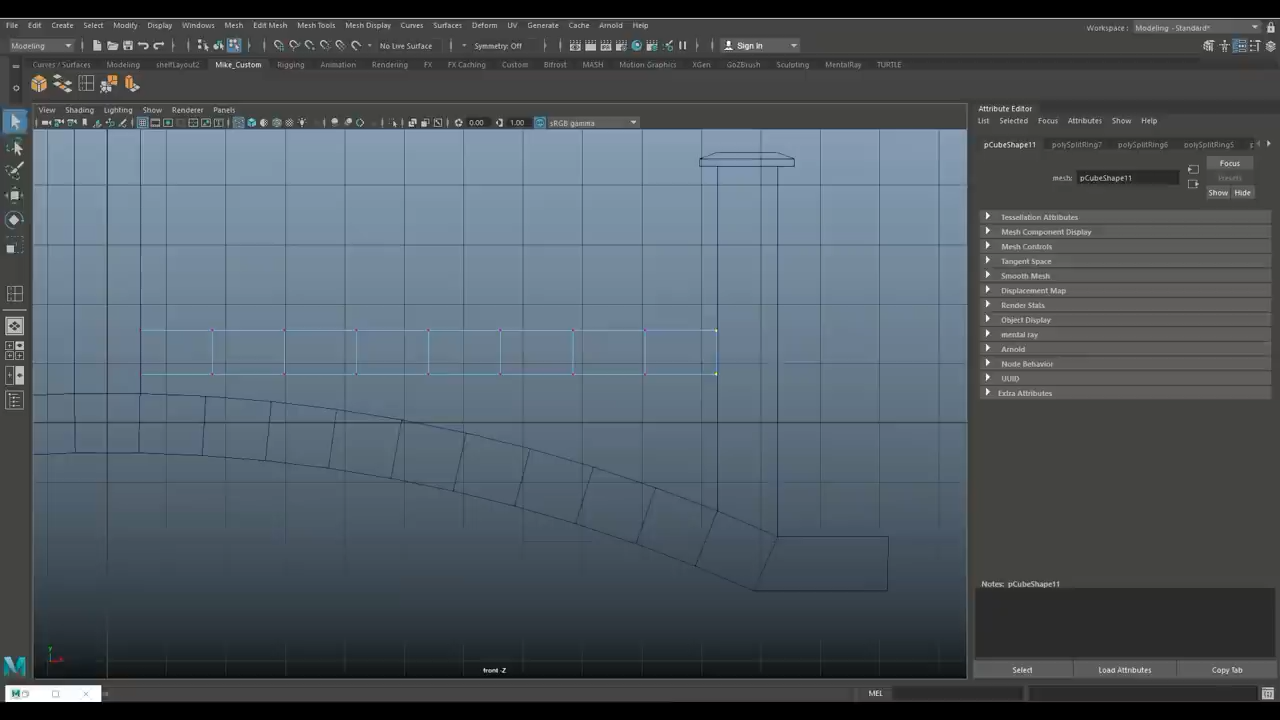 File Edit Create Select Modify Display Windows Mesh Edit Mesh Mesh Tools Mesh Display Curves Surfaces Deform UV Generate Cache Arnold Help
Workspace: Modeling - Standard*
Modeling No Live Surface Symmetry: Off Sign In
Curves / Surfaces Modeling shelfLayout2 Mike_Custom Rigging Animation Rendering FX FX Caching Custom Bifrost MASH Motion Graphics XGen GoZBrush Sculpting MentalRay TURTLE
View Shading Lighting Show Renderer Panels
0.00 1.00 sRGB gamma
Attribute Editor
List Selected Focus Attributes Show Help
pCubeShape11 polySplitRing7 polySplitRing6 polySplitRing5
Focus
mesh: pCubeShape11 Presets
Show Hide
Tessellation Attributes
Mesh Component Display
Mesh Controls
Tangent Space
Smooth Mesh
Displacement Map
Render Stats
Object Display
mental ray
Arnold
Node Behavior
UUID
Extra Attributes
Notes: pCubeShape11
Select Load Attributes Copy Tab
y
x
front -Z
MEL